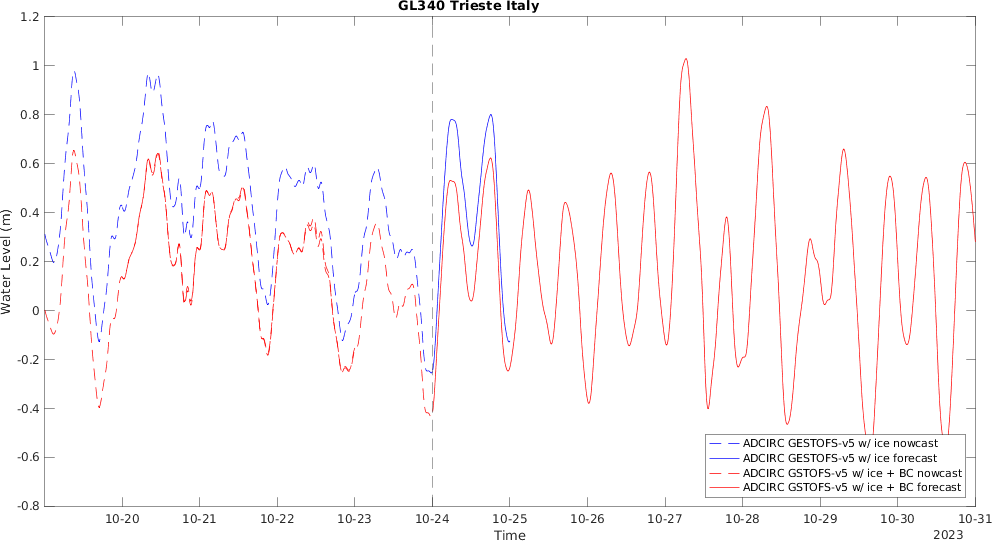 GL340 Trieste Italy
1.2
1
0.8
0.6
0.4
0.2
0
-0.2
-0.4
-0.6
-0.8
Water Level (m)
ADCIRC GESTOFS-v5 w/ ice nowcast
ADCIRC GESTOFS-v5 w/ ice forecast
ADCIRC GSTOFS-v5 w/ ice + BC nowcast
ADCIRC GSTOFS-v5 w/ ice + BC forecast
10-20 10-21 10-22 10-23 10-24 10-25 10-26 10-27 10-28 10-29 10-30 10-31
Time
2023